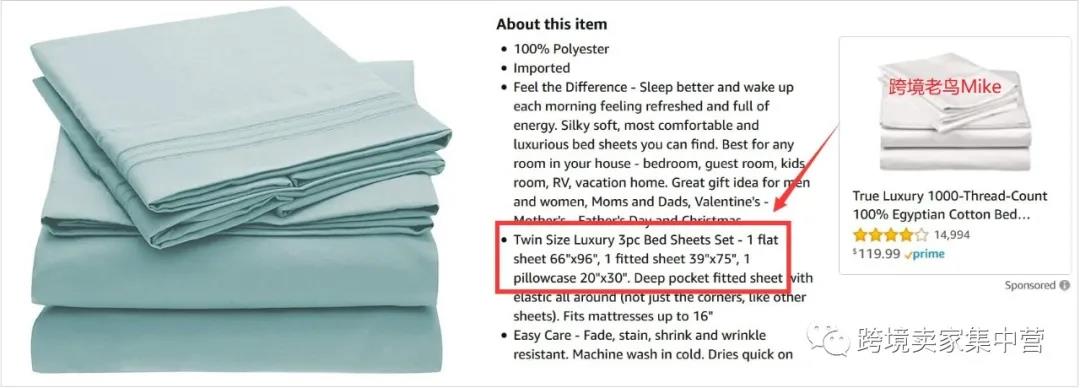 About this item
• 100% Polyester
• Imported
• Feel the Difference - Sleep better and wake up
each morning feeling refreshed and full of
energy. Silky soft, most comfortable and
luxurious bed sheets you can find. Best for any
room in your house - bedroom, guest room, kids
room, RV, vacation home. Great gift idea for men
and women, Moms and Dads, Valentine's -
Mother's - Father's Day and Christmas
• Twin Size Luxury 3pc Bed Sheets Set - 1 flat
sheet 66"x96", 1 fitted sheet 39"x75", 1
pillowcase 20"x30". Deep pocket fitted sheet with
elastic all around (not just the corners, like other
sheets). Fits mattresses up to 16"
• Easy Care - Fade, stain, shrink and wrinkle
resistant. Machine wash in cold. Dries quick on
跨境老鸟Mike
True Luxury 1000-Thread-Count
100% Egyptian Cotton Bed...
14,994
$119.99 prime
Sponsored
跨境卖家集中营